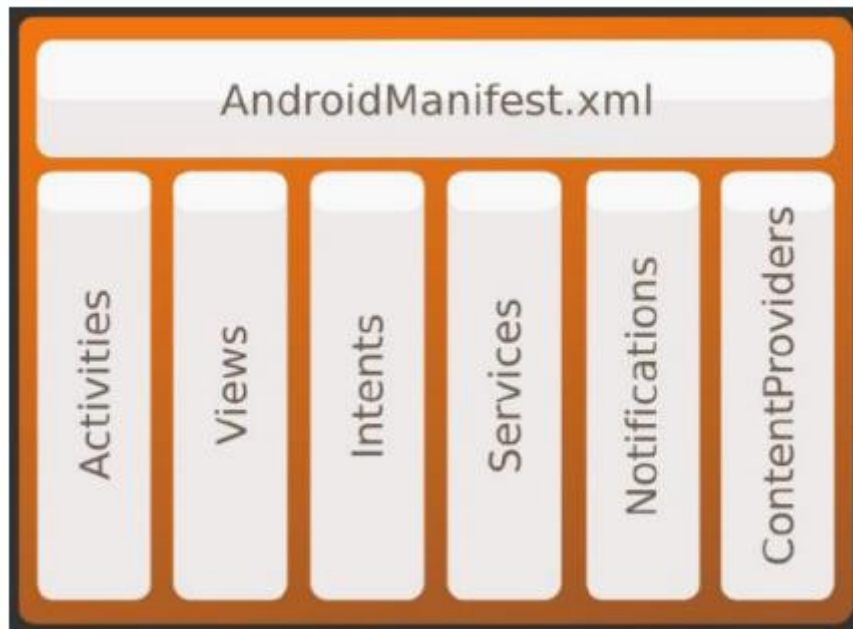 AndroidManifest.xml
Activities
Views
Intents
Services
Notifications
ContentProviders